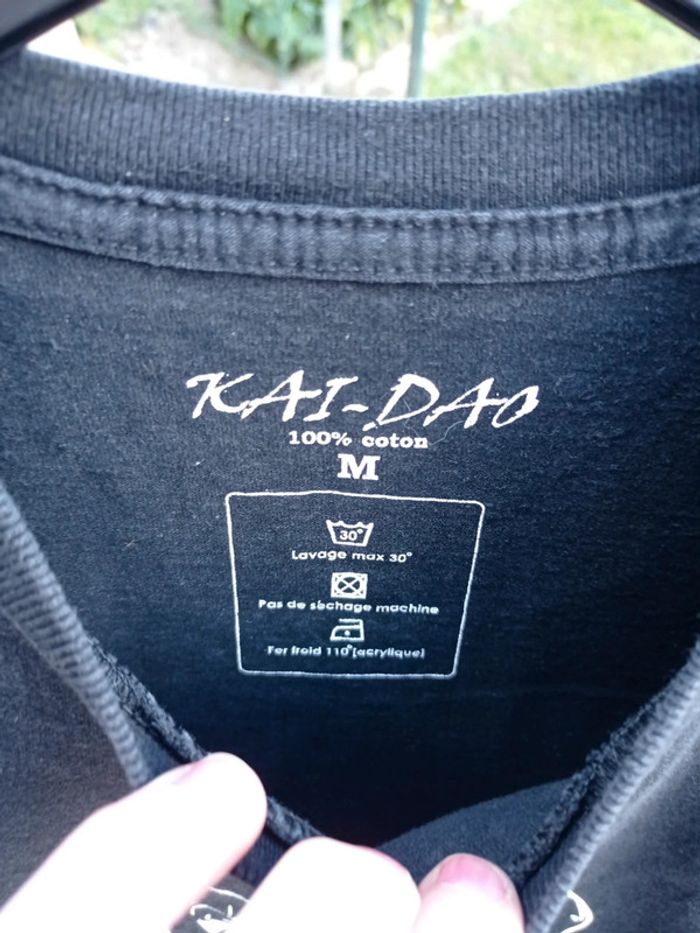 KAI-DAO
100% coton
M
30°
Lavage max 30°
Pas de séchage machine
Fer froid 110°[acrylique]